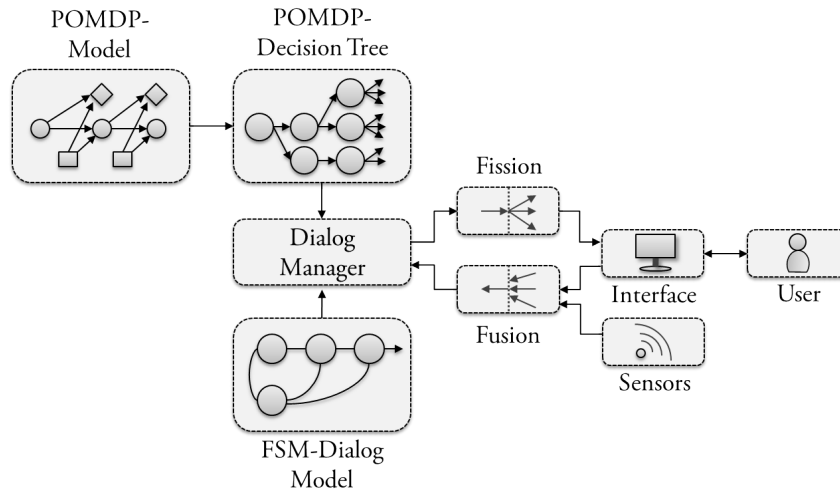 POMDP-
Model
POMDP-
Decision Tree
Fission
Dialog
Manager
Interface
User
Fusion
Sensors
FSM-Dialog
Model